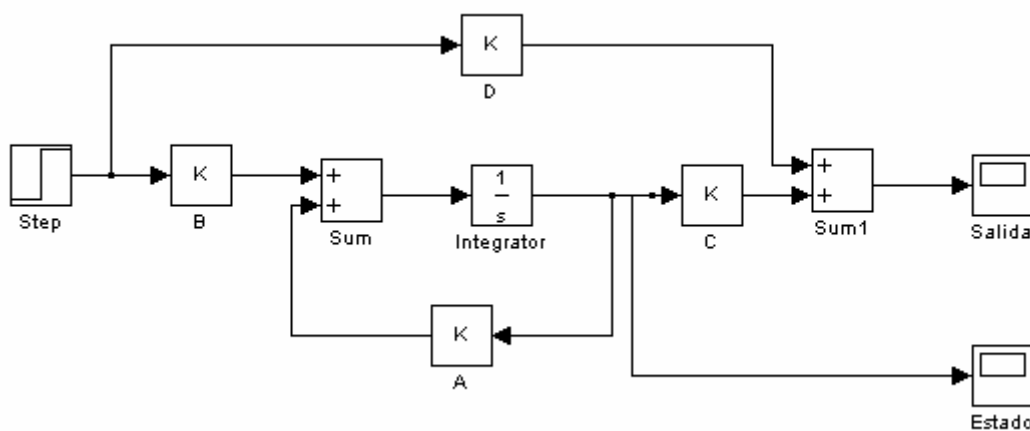 K
D
Step
K
B
+
+
Sum
1
s
Integrator
K
C
+
+
Sum1
Salida
K
A
Estado